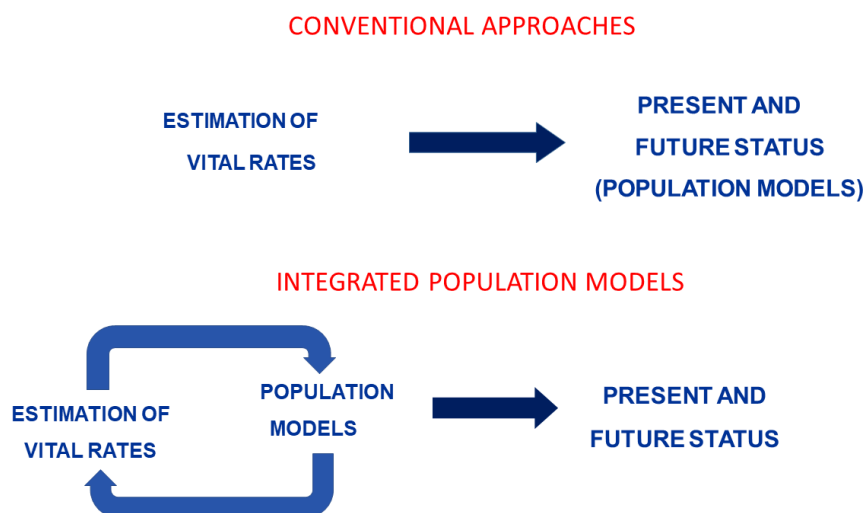 CONVENTIONAL APPROACHES
ESTIMATION OF
VITAL RATES
PRESENT AND
FUTURE STATUS
(POPULATION MODELS)
INTEGRATED POPULATION MODELS
ESTIMATION OF
VITAL RATES
POPULATION
MODELS
PRESENT AND
FUTURE STATUS